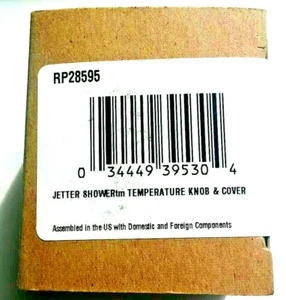 RP28595
0 34449 39530 4
JETTER SHOWERtm TEMPERATURE KNOB & COVER
Assembled in the US with Domestic and Foreign Components